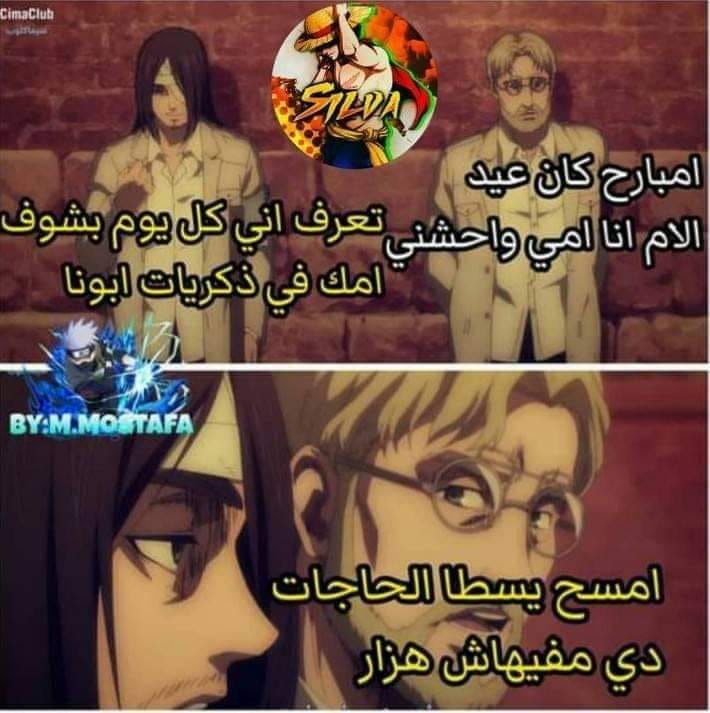 CimaClub
سيماكلوب
SILVA
امبارح كان عيد
الام انا امي واحشني
تعرف اني كل يوم بشوف
امك في ذكريات ابونا
BY:M.MOSTAFA
امسح يسطا الحاجات
دي مفيهاش هزار